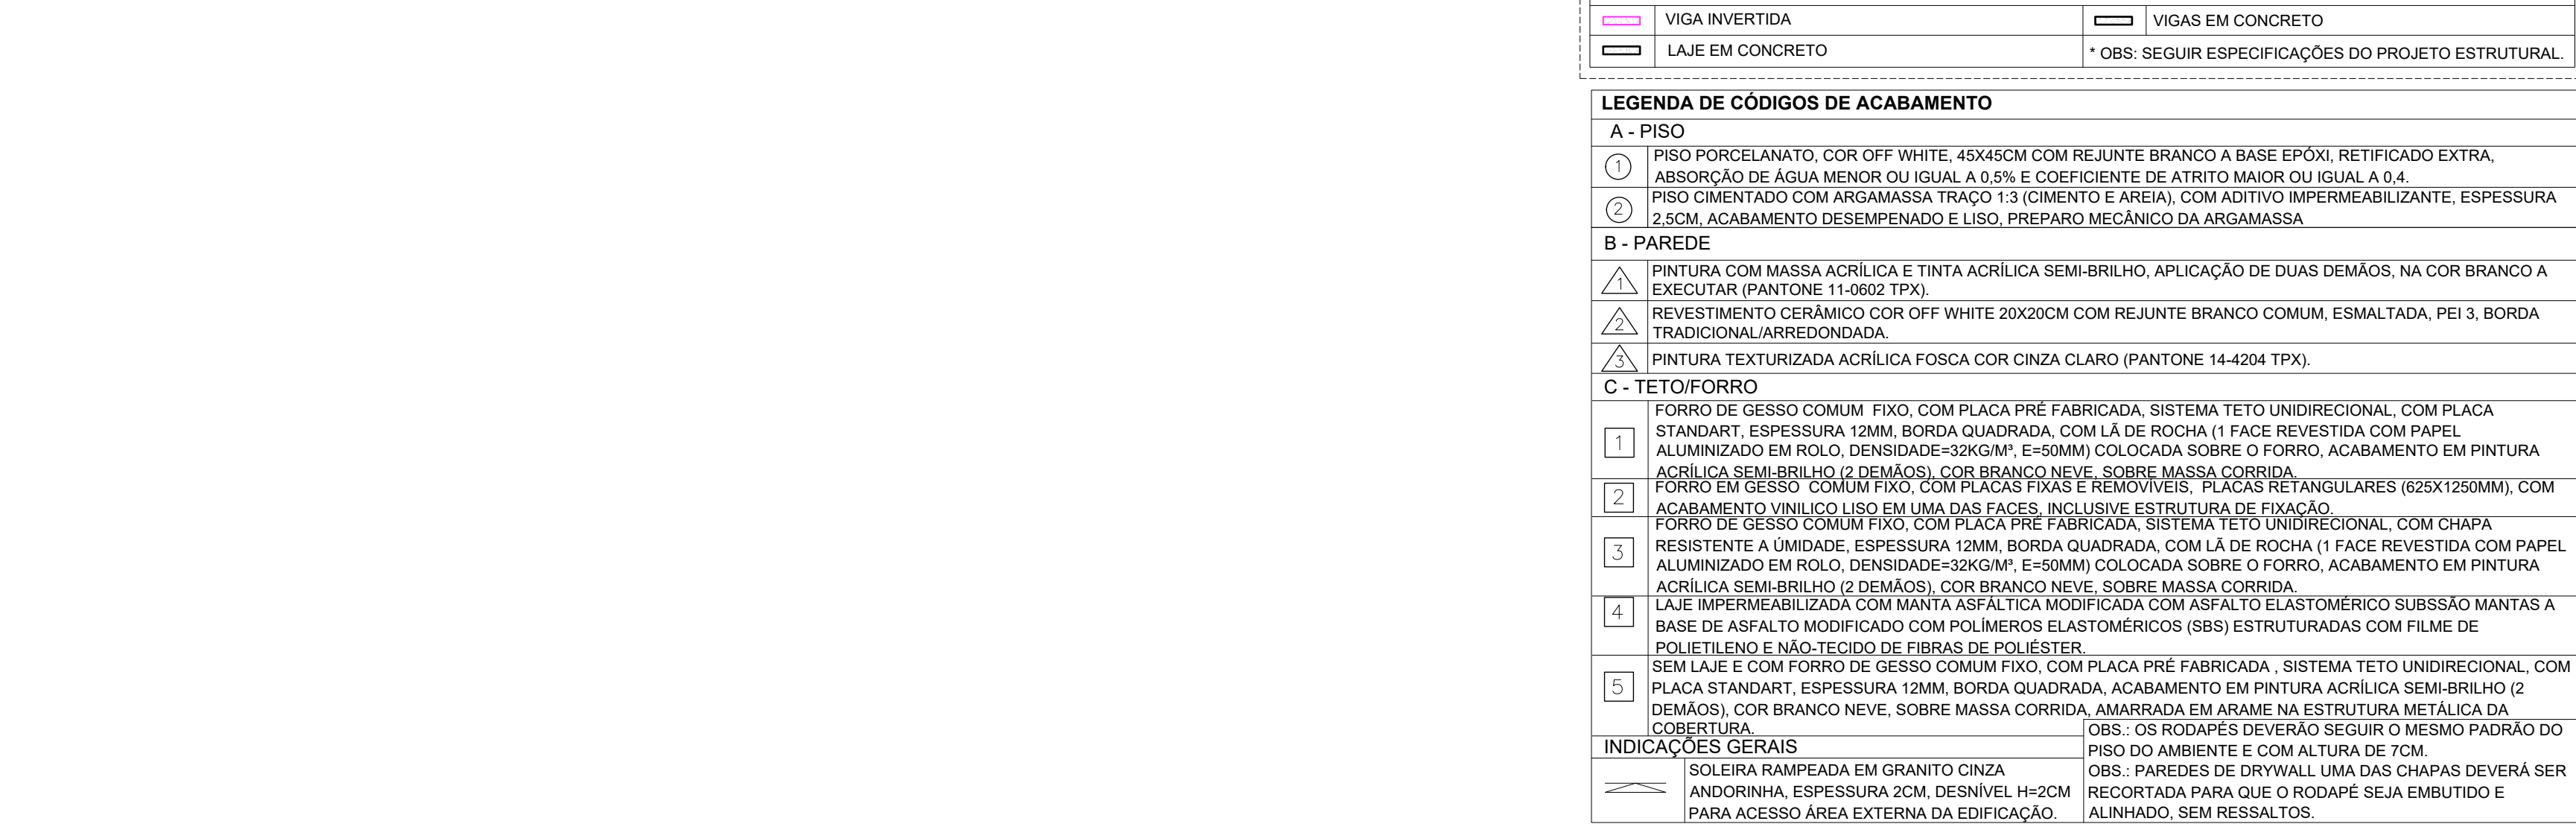 VIGA INVERTIDA
VIGAS EM CONCRETO
LAJE EM CONCRETO
* OBS: SEGUIR ESPECIFICAÇÕES DO PROJETO ESTRUTURAL.
LEGENDA DE CÓDIGOS DE ACABAMENTO
A - PISO
1
PISO PORCELANATO, COR OFF WHITE, 45X45CM COM REJUNTE BRANCO A BASE EPÓXI, RETIFICADO EXTRA,
ABSORÇÃO DE ÁGUA MENOR OU IGUAL A 0,5% E COEFICIENTE DE ATRITO MAIOR OU IGUAL A 0,4.
2
PISO CIMENTADO COM ARGAMASSA TRAÇO 1:3 (CIMENTO E AREIA), COM ADITIVO IMPERMEABILIZANTE, ESPESSURA
2,5CM, ACABAMENTO DESEMPENADO E LISO, PREPARO MECÂNICO DA ARGAMASSA
B - PAREDE
1
PINTURA COM MASSA ACRÍLICA E TINTA ACRÍLICA SEMI-BRILHO, APLICAÇÃO DE DUAS DEMÃOS, NA COR BRANCO A
EXECUTAR (PANTONE 11-0602 TPX).
2
REVESTIMENTO CERÂMICO COR OFF WHITE 20X20CM COM REJUNTE BRANCO COMUM, ESMALTADA, PEI 3, BORDA
TRADICIONAL/ARREDONDADA.
3
PINTURA TEXTURIZADA ACRÍLICA FOSCA COR CINZA CLARO (PANTONE 14-4204 TPX).
C - TETO/FORRO
1
FORRO DE GESSO COMUM FIXO, COM PLACA PRÉ FABRICADA, SISTEMA TETO UNIDIRECIONAL, COM PLACA
STANDART, ESPESSURA 12MM, BORDA QUADRADA, COM LÃ DE ROCHA (1 FACE REVESTIDA COM PAPEL
ALUMINIZADO EM ROLO, DENSIDADE=32KG/M³, E=50MM) COLOCADA SOBRE O FORRO, ACABAMENTO EM PINTURA
ACRÍLICA SEMI-BRILHO (2 DEMÃOS), COR BRANCO NEVE, SOBRE MASSA CORRIDA.
2
FORRO EM GESSO COMUM FIXO, COM PLACAS FIXAS E REMOVÍVEIS, PLACAS RETANGULARES (625X1250MM), COM
ACABAMENTO VINILICO LISO EM UMA DAS FACES, INCLUSIVE ESTRUTURA DE FIXAÇÃO.
3
FORRO DE GESSO COMUM FIXO, COM PLACA PRÉ FABRICADA, SISTEMA TETO UNIDIRECIONAL, COM CHAPA
RESISTENTE A ÚMIDADE, ESPESSURA 12MM, BORDA QUADRADA, COM LÃ DE ROCHA (1 FACE REVESTIDA COM PAPEL
ALUMINIZADO EM ROLO, DENSIDADE=32KG/M³, E=50MM) COLOCADA SOBRE O FORRO, ACABAMENTO EM PINTURA
ACRÍLICA SEMI-BRILHO (2 DEMÃOS), COR BRANCO NEVE, SOBRE MASSA CORRIDA.
4
LAJE IMPERMEABILIZADA COM MANTA ASFÁLTICA MODIFICADA COM ASFALTO ELASTOMÉRICO SUBSSÃO MANTAS A
BASE DE ASFALTO MODIFICADO COM POLÍMEROS ELASTOMÉRICOS (SBS) ESTRUTURADAS COM FILME DE
POLIETILENO E NÃO-TECIDO DE FIBRAS DE POLIÉSTER.
5
SEM LAJE E COM FORRO DE GESSO COMUM FIXO, COM PLACA PRÉ FABRICADA , SISTEMA TETO UNIDIRECIONAL, COM
PLACA STANDART, ESPESSURA 12MM, BORDA QUADRADA, ACABAMENTO EM PINTURA ACRÍLICA SEMI-BRILHO (2
DEMÃOS), COR BRANCO NEVE, SOBRE MASSA CORRIDA, AMARRADA EM ARAME NA ESTRUTURA METÁLICA DA
COBERTURA.
INDICAÇÕES GERAIS
SOLEIRA RAMPEADA EM GRANITO CINZA
ANDORINHA, ESPESSURA 2CM, DESNÍVEL H=2CM
PARA ACESSO ÁREA EXTERNA DA EDIFICAÇÃO.
OBS.: OS RODAPÉS DEVERÃO SEGUIR O MESMO PADRÃO DO
PISO DO AMBIENTE E COM ALTURA DE 7CM.
OBS.: PAREDES DE DRYWALL UMA DAS CHAPAS DEVERÁ SER
RECORTADA PARA QUE O RODAPÉ SEJA EMBUTIDO E
ALINHADO, SEM RESSALTOS.